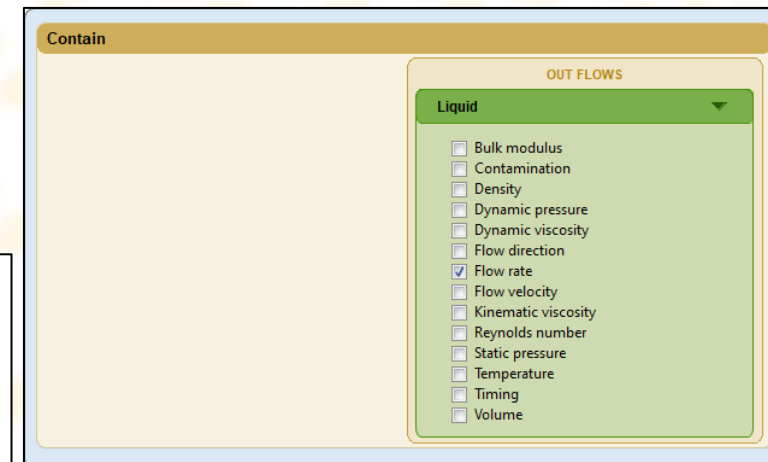 Contain
OUT FLOWS
Liquid
Bulk modulus
Contamination
Density
Dynamic pressure
Dynamic viscosity
Flow direction
Flow rate
Flow velocity
Kinematic viscosity
Reynolds number
Static pressure
Temperature
Timing
Volume